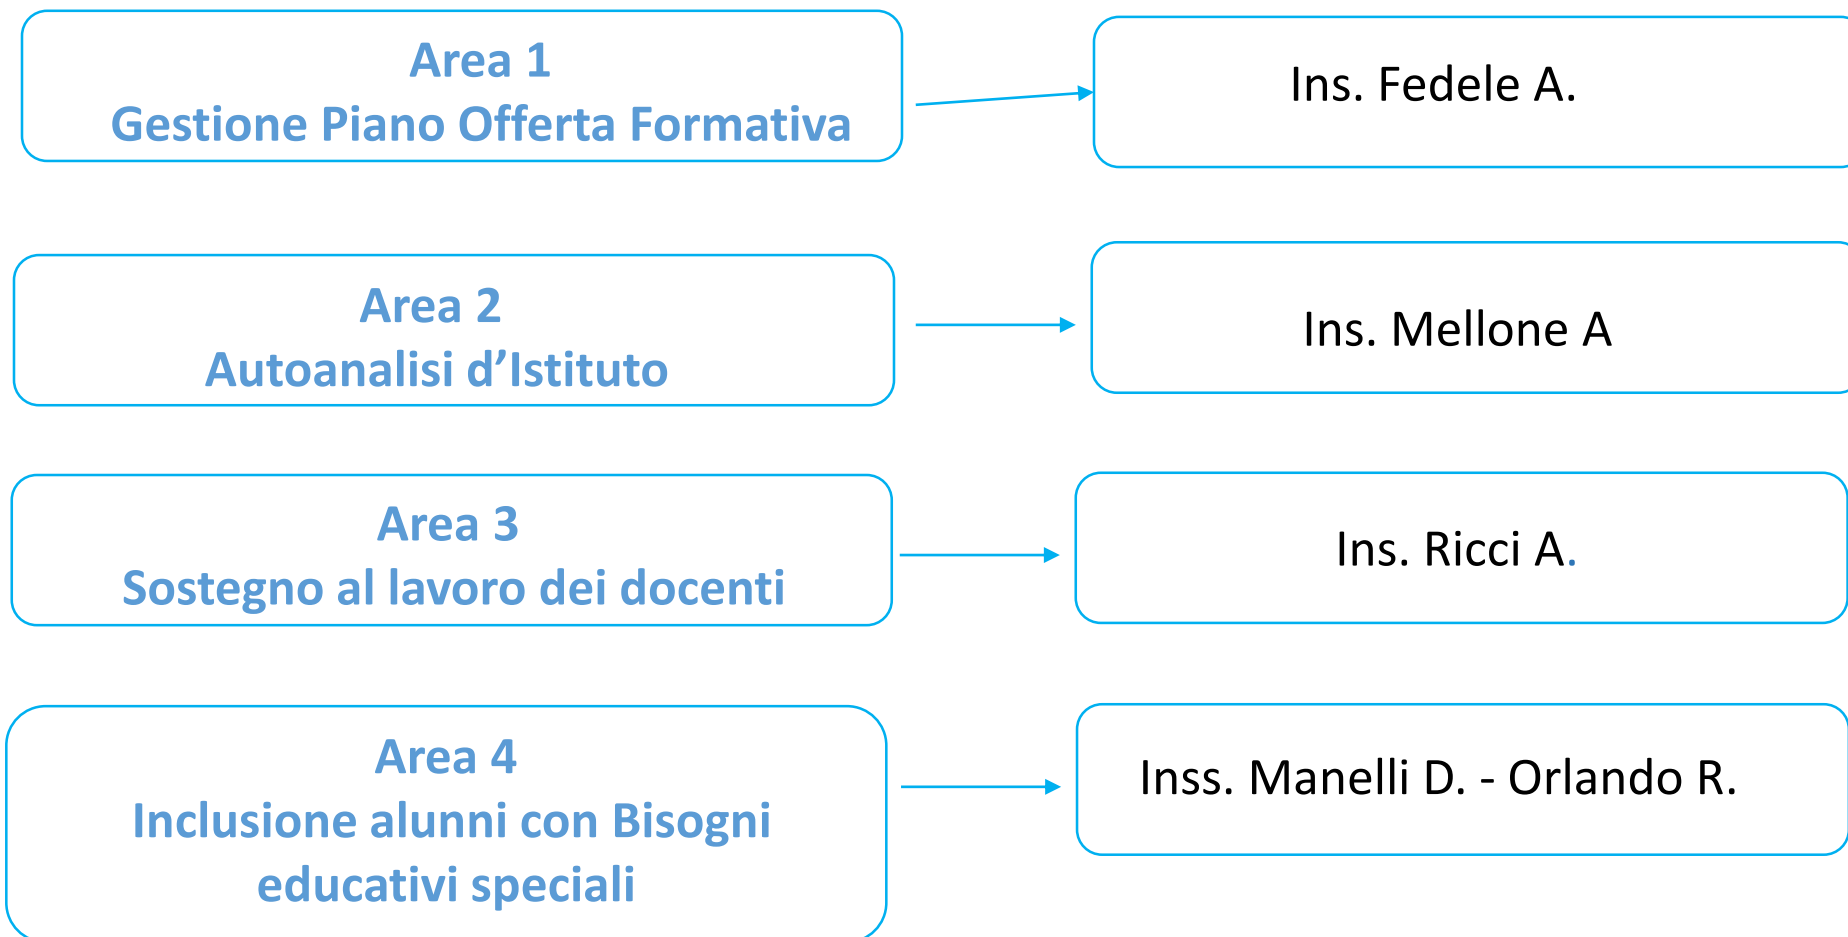 Area 1
Gestione Piano Offerta Formativa
Ins. Fedele A.
Area 2
Autoanalisi d’Istituto
Ins. Mellone A
Area 3
Sostegno al lavoro dei docenti
Ins. Ricci A.
Area 4
Inclusione alunni con Bisogni
educativi speciali
Inss. Manelli D. - Orlando R.